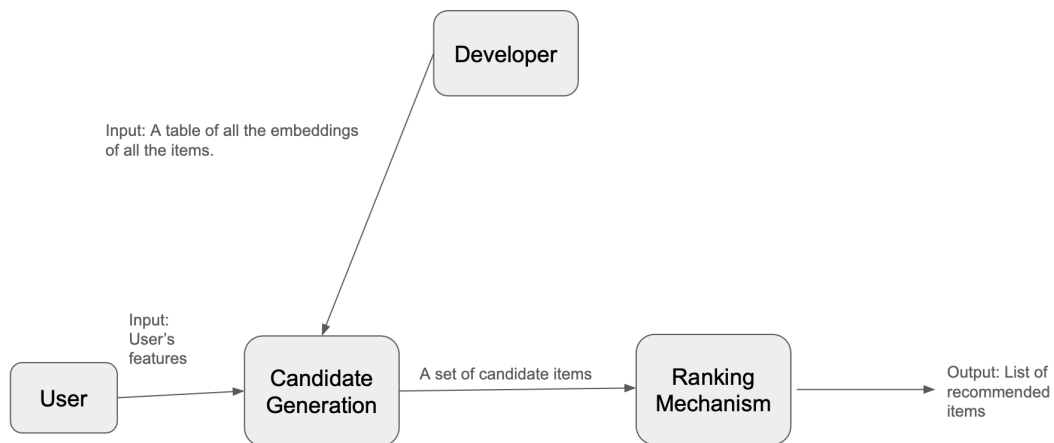 Developer
Input: A table of all the embeddings
of all the items.
Input:
User's
features
User
Candidate
Generation
A set of candidate items
Ranking
Mechanism
Output: List of
recommended
items